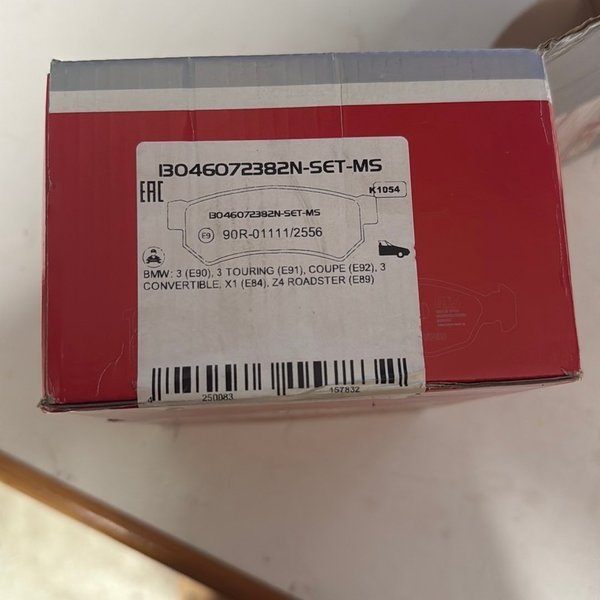 13046072382N-SET-MS
EAC
K1054
13046072382N-SET-MS
E9 90R-01111/2556
BMW: 3 (E90), 3 TOURING (E91), COUPE (E92), 3
CONVERTIBLE, X1 (E84), Z4 ROADSTER (E89)
4 250083 157832